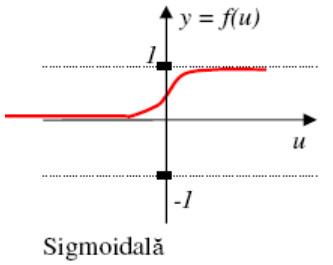 y = f(u)
1
u
-1
Sigmoidală